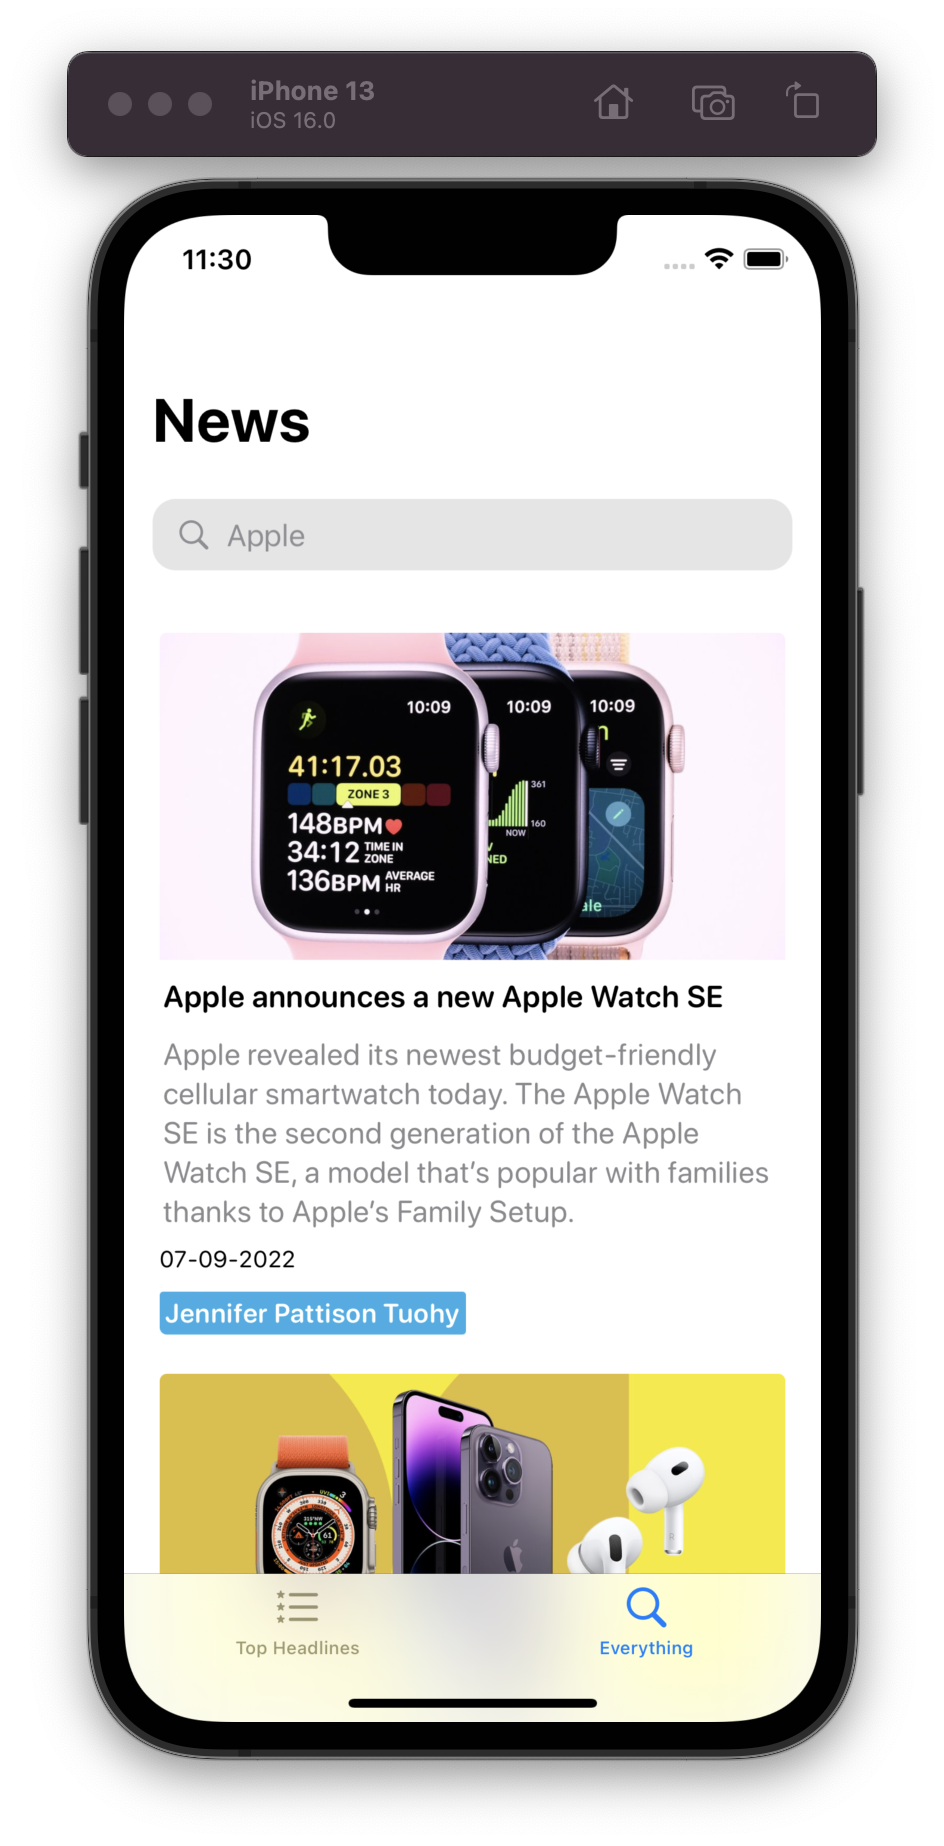 iPhone 13
iOS 16.0
11:30
News
Apple
10:09
10:09
10:09
41:17.03
ZONE 3
148BPM
34:12 TIME IN ZONE
136BPM AVERAGE HR
361
160
NOW
Apple announces a new Apple Watch SE
Apple revealed its newest budget-friendly
cellular smartwatch today. The Apple Watch
SE is the second generation of the Apple
Watch SE, a model that's popular with families
thanks to Apple's Family Setup.
07-09-2022
Jennifer Pattison Tuohy
61
Top Headlines
Everything